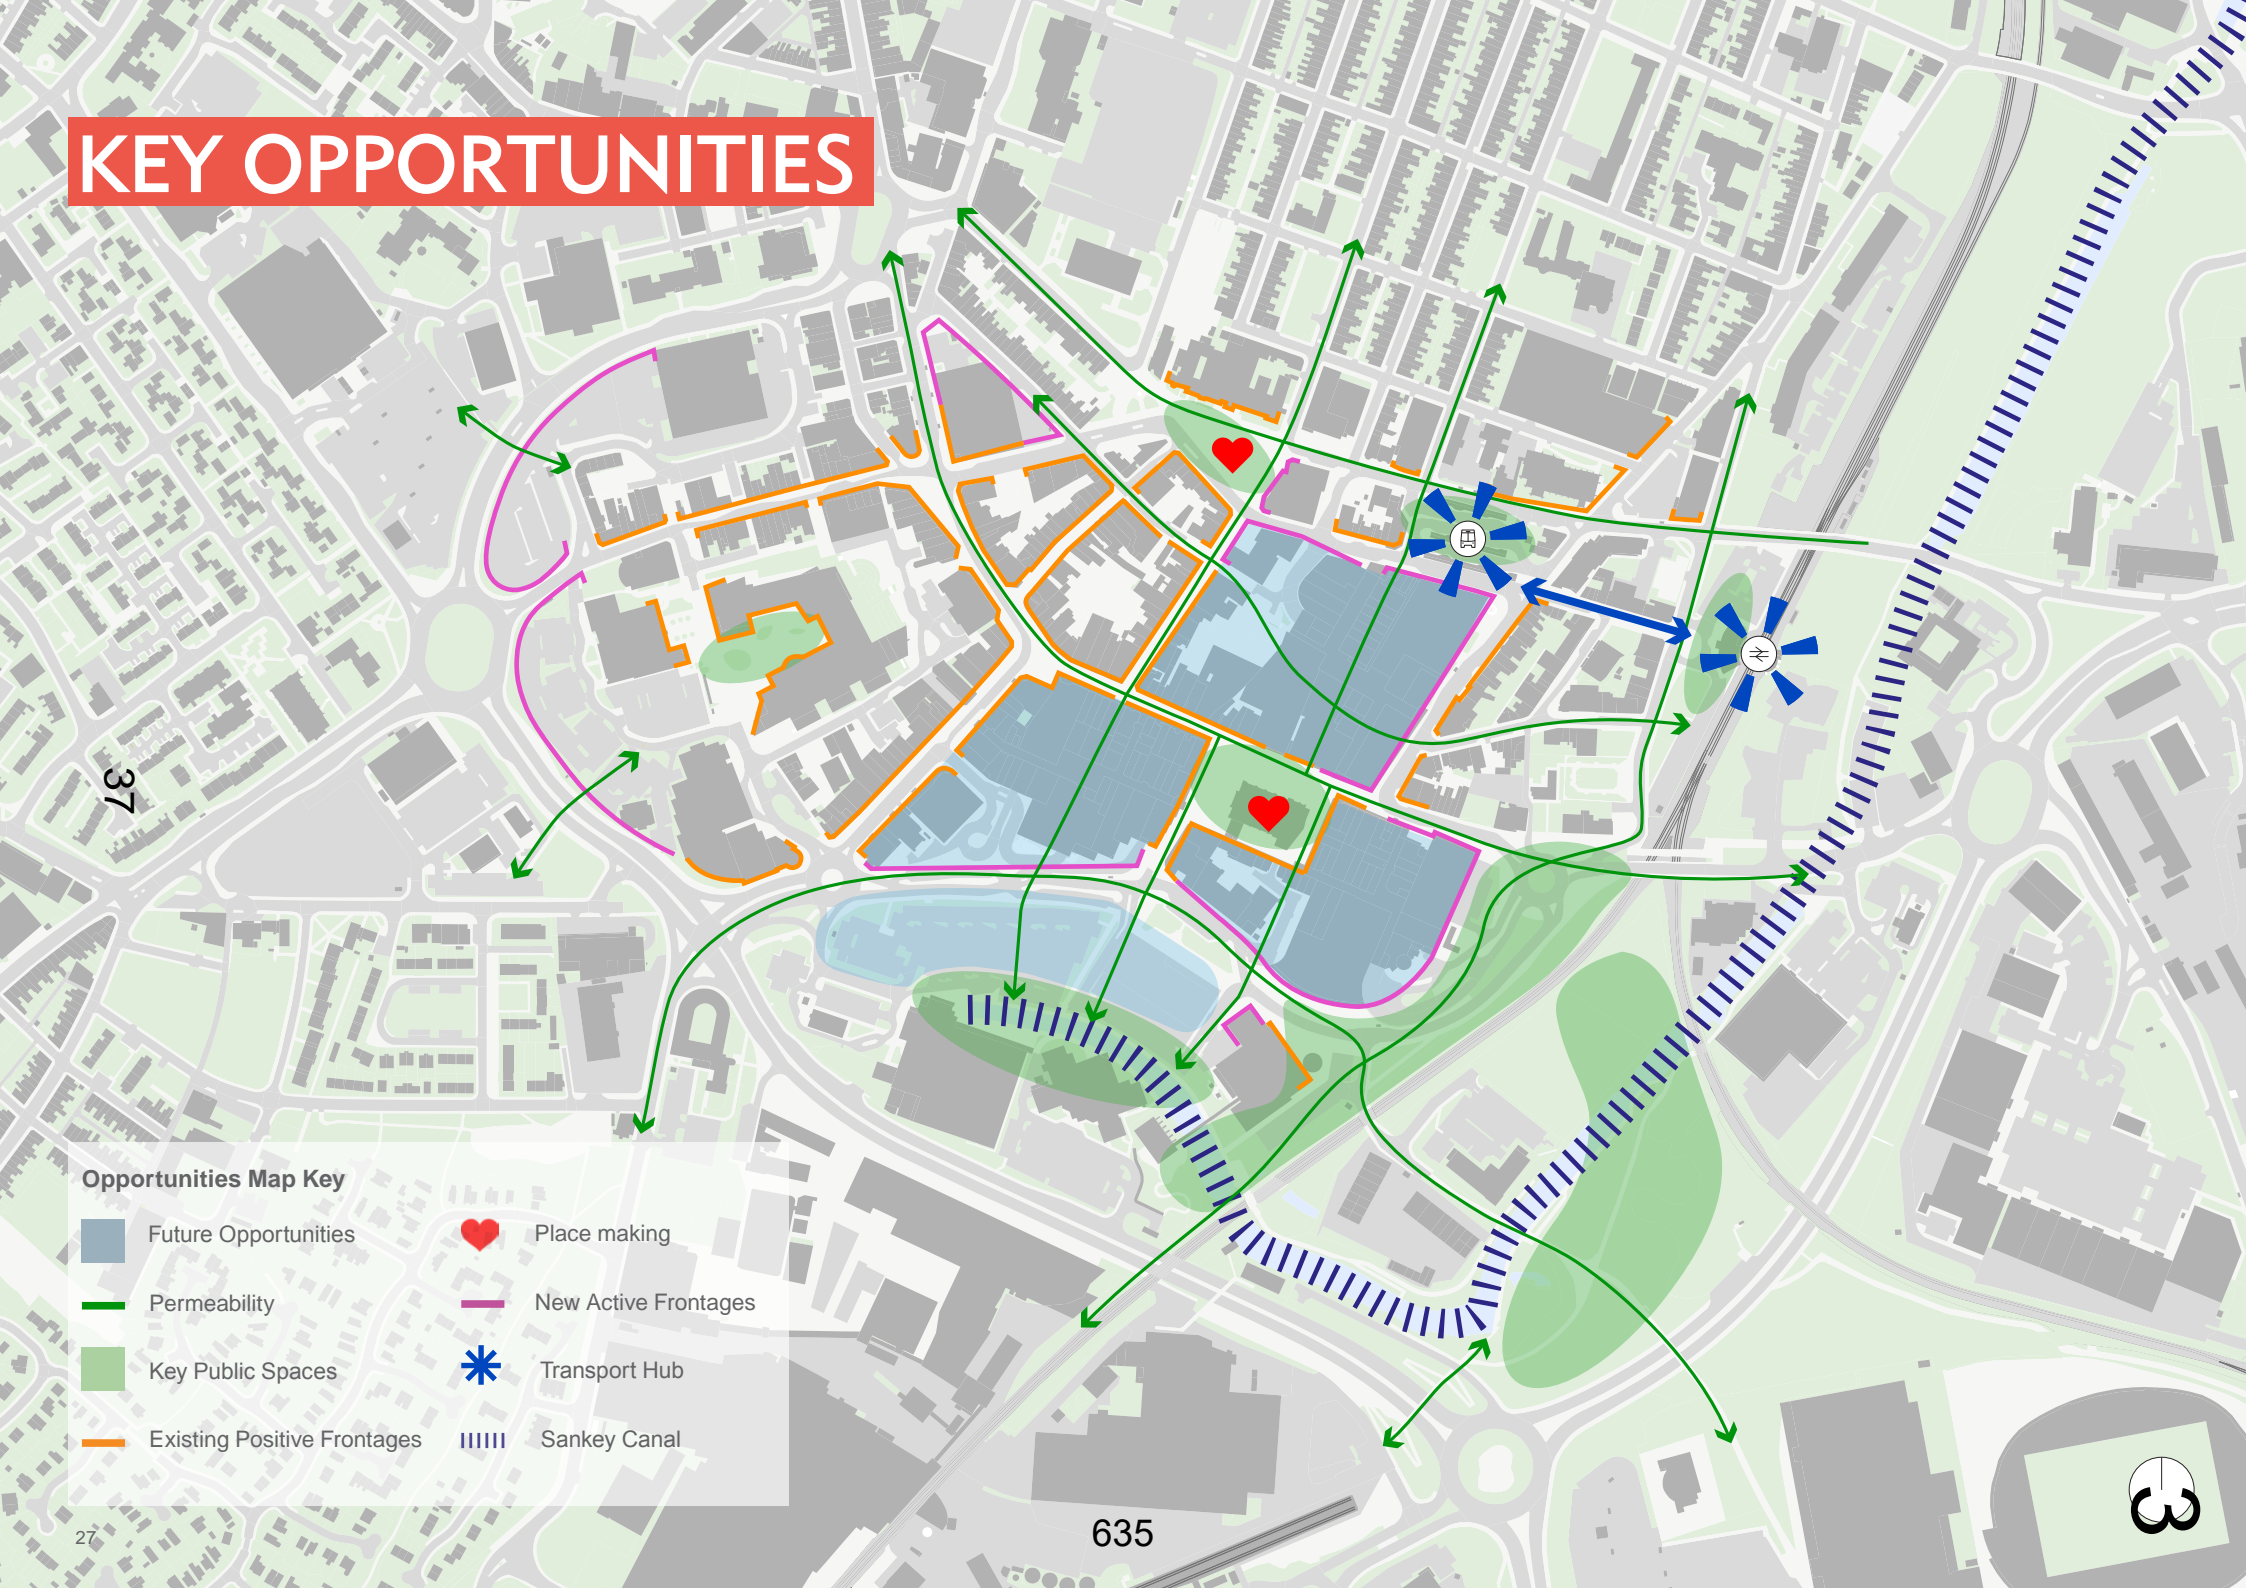 KEY OPPORTUNITIES
37
Opportunities Map Key
Future Opportunities
Place making
Permeability
New Active Frontages
Key Public Spaces
Transport Hub
Existing Positive Frontages
Sankey Canal
27
635
3